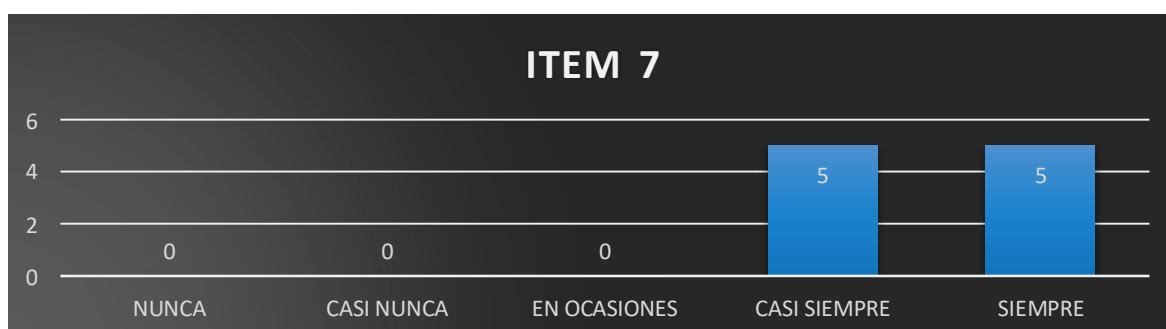 ITEM 7
6
4
2
0
0
0
0
5
5
NUNCA
CASI NUNCA
EN OCASIONES
CASI SIEMPRE
SIEMPRE